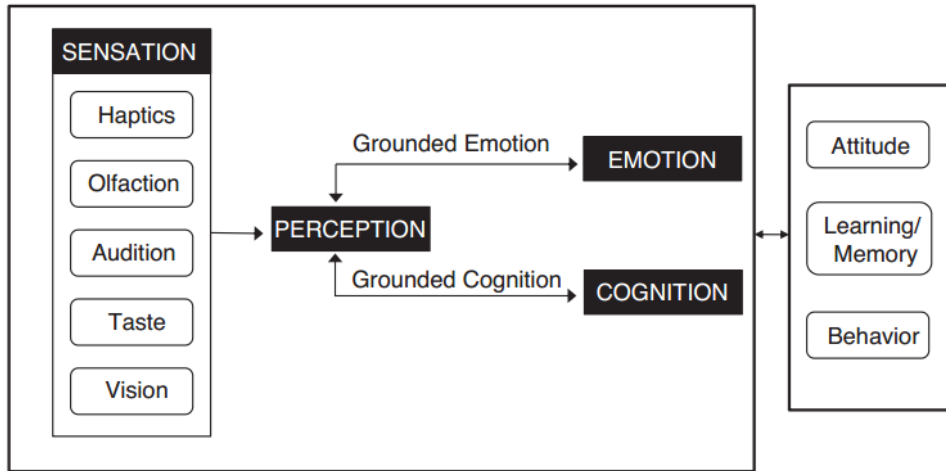 SENSATION
Haptics
Olfaction
Audition
Taste
Vision
PERCEPTION
Grounded Emotion
EMOTION
Grounded Cognition
COGNITION
Attitude
Learning/
Memory
Behavior